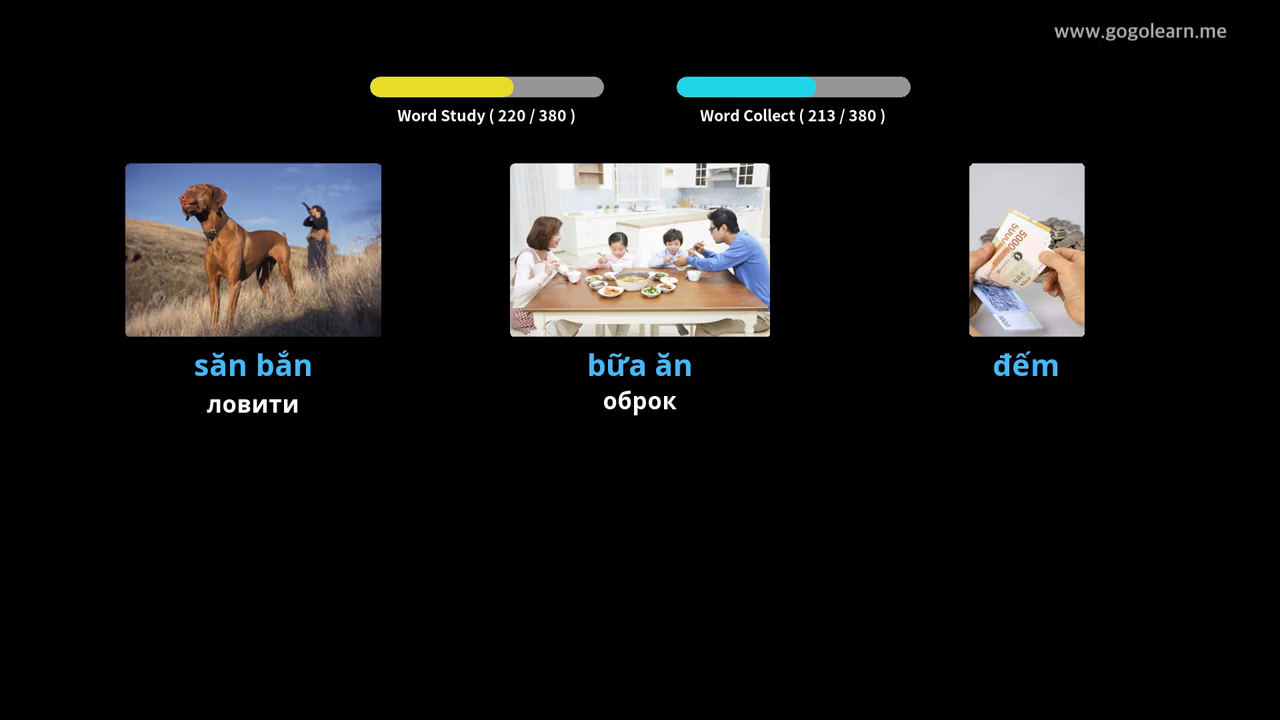 www.gogolearn.me
Word Study ( 220 / 380 )
Word Collect ( 213 / 380 )
săn bắn
ловити
bữa ăn
оброк
đếm